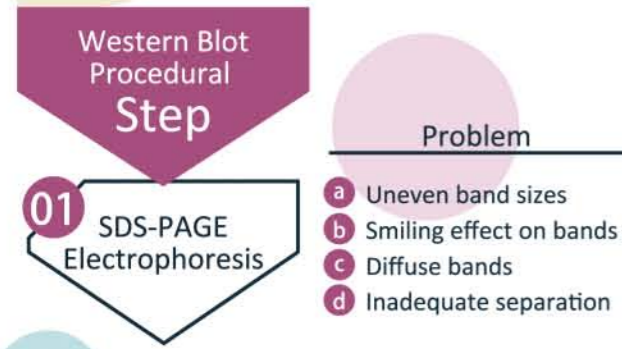 Western Blot
Procedural
Step
Problem
01
SDS-PAGE
Electrophoresis
a Uneven band sizes
b Smiling effect on bands
c Diffuse bands
d Inadequate separation